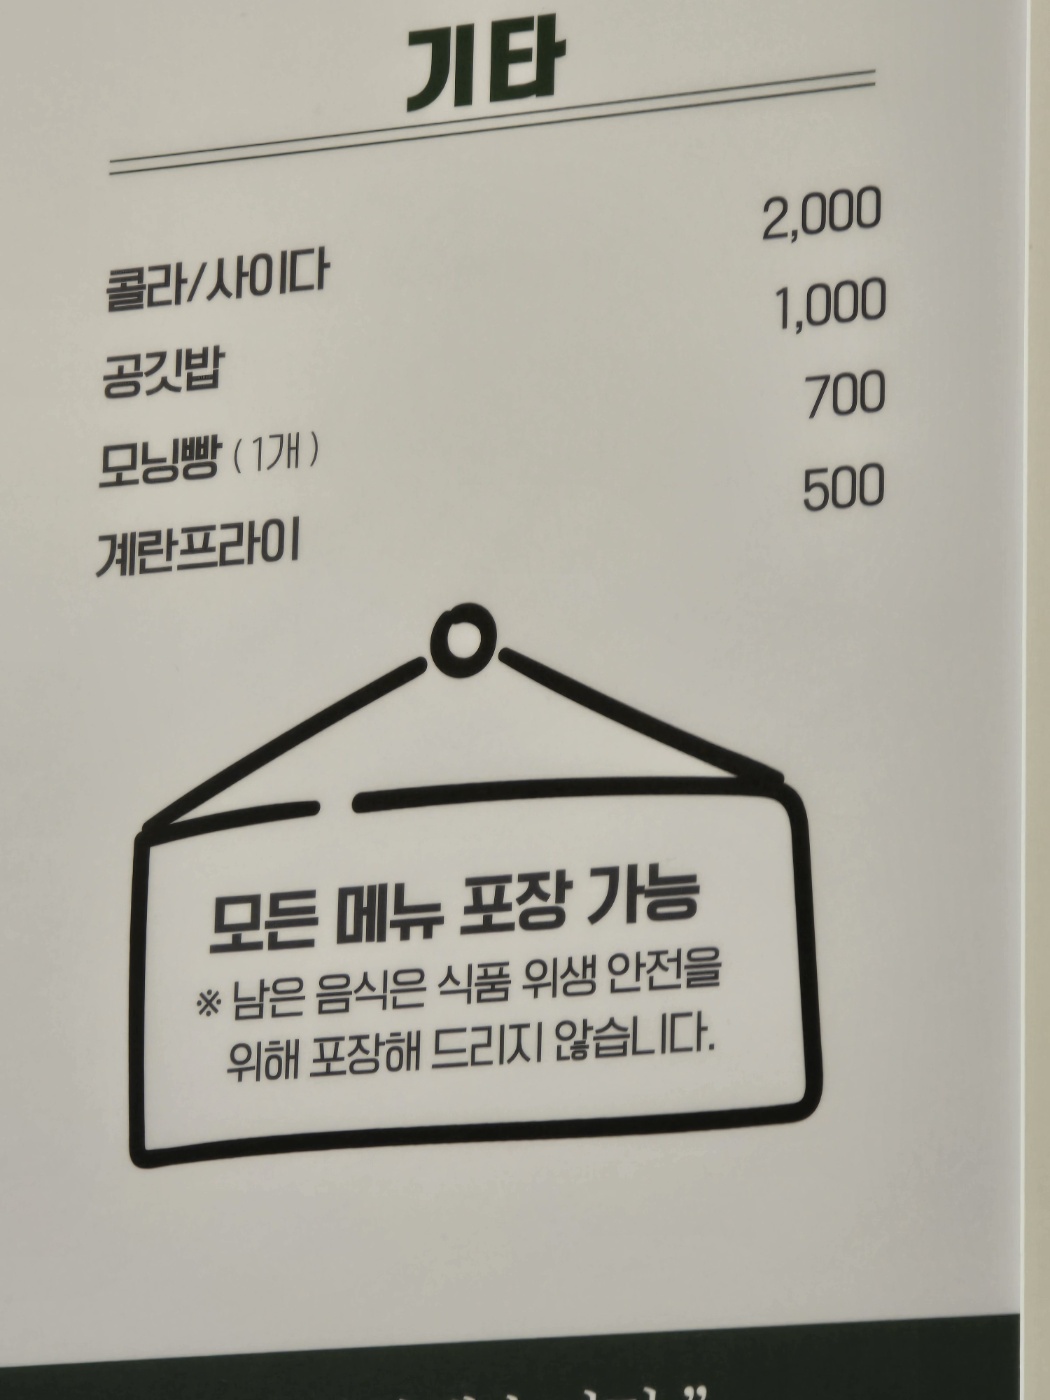 기타
콜라/사이다 2,000
공깃밥 1,000
모닝빵 (1개) 700
계란프라이 500
모든 메뉴 포장 가능
※ 남은 음식은 식품 위생 안전을
위해 포장해 드리지 않습니다.